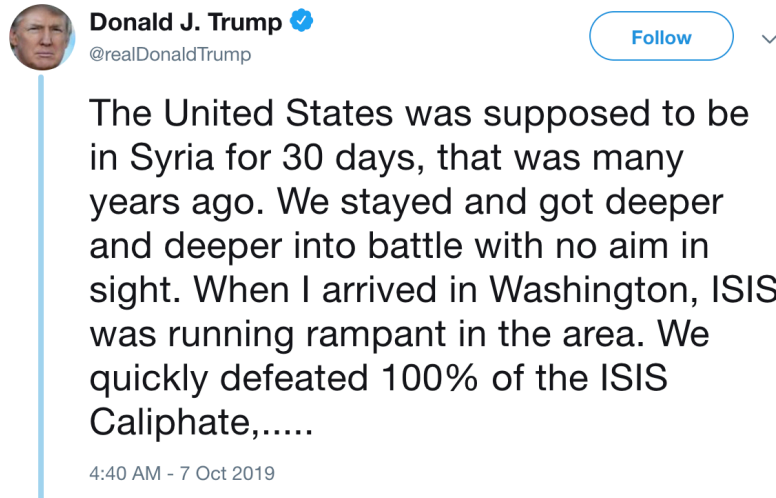 Donald J. Trump
@realDonaldTrump
Follow
The United States was supposed to be
in Syria for 30 days, that was many
years ago. We stayed and got deeper
and deeper into battle with no aim in
sight. When I arrived in Washington, ISIS
was running rampant in the area. We
quickly defeated 100% of the ISIS
Caliphate,.....
4:40 AM - 7 Oct 2019